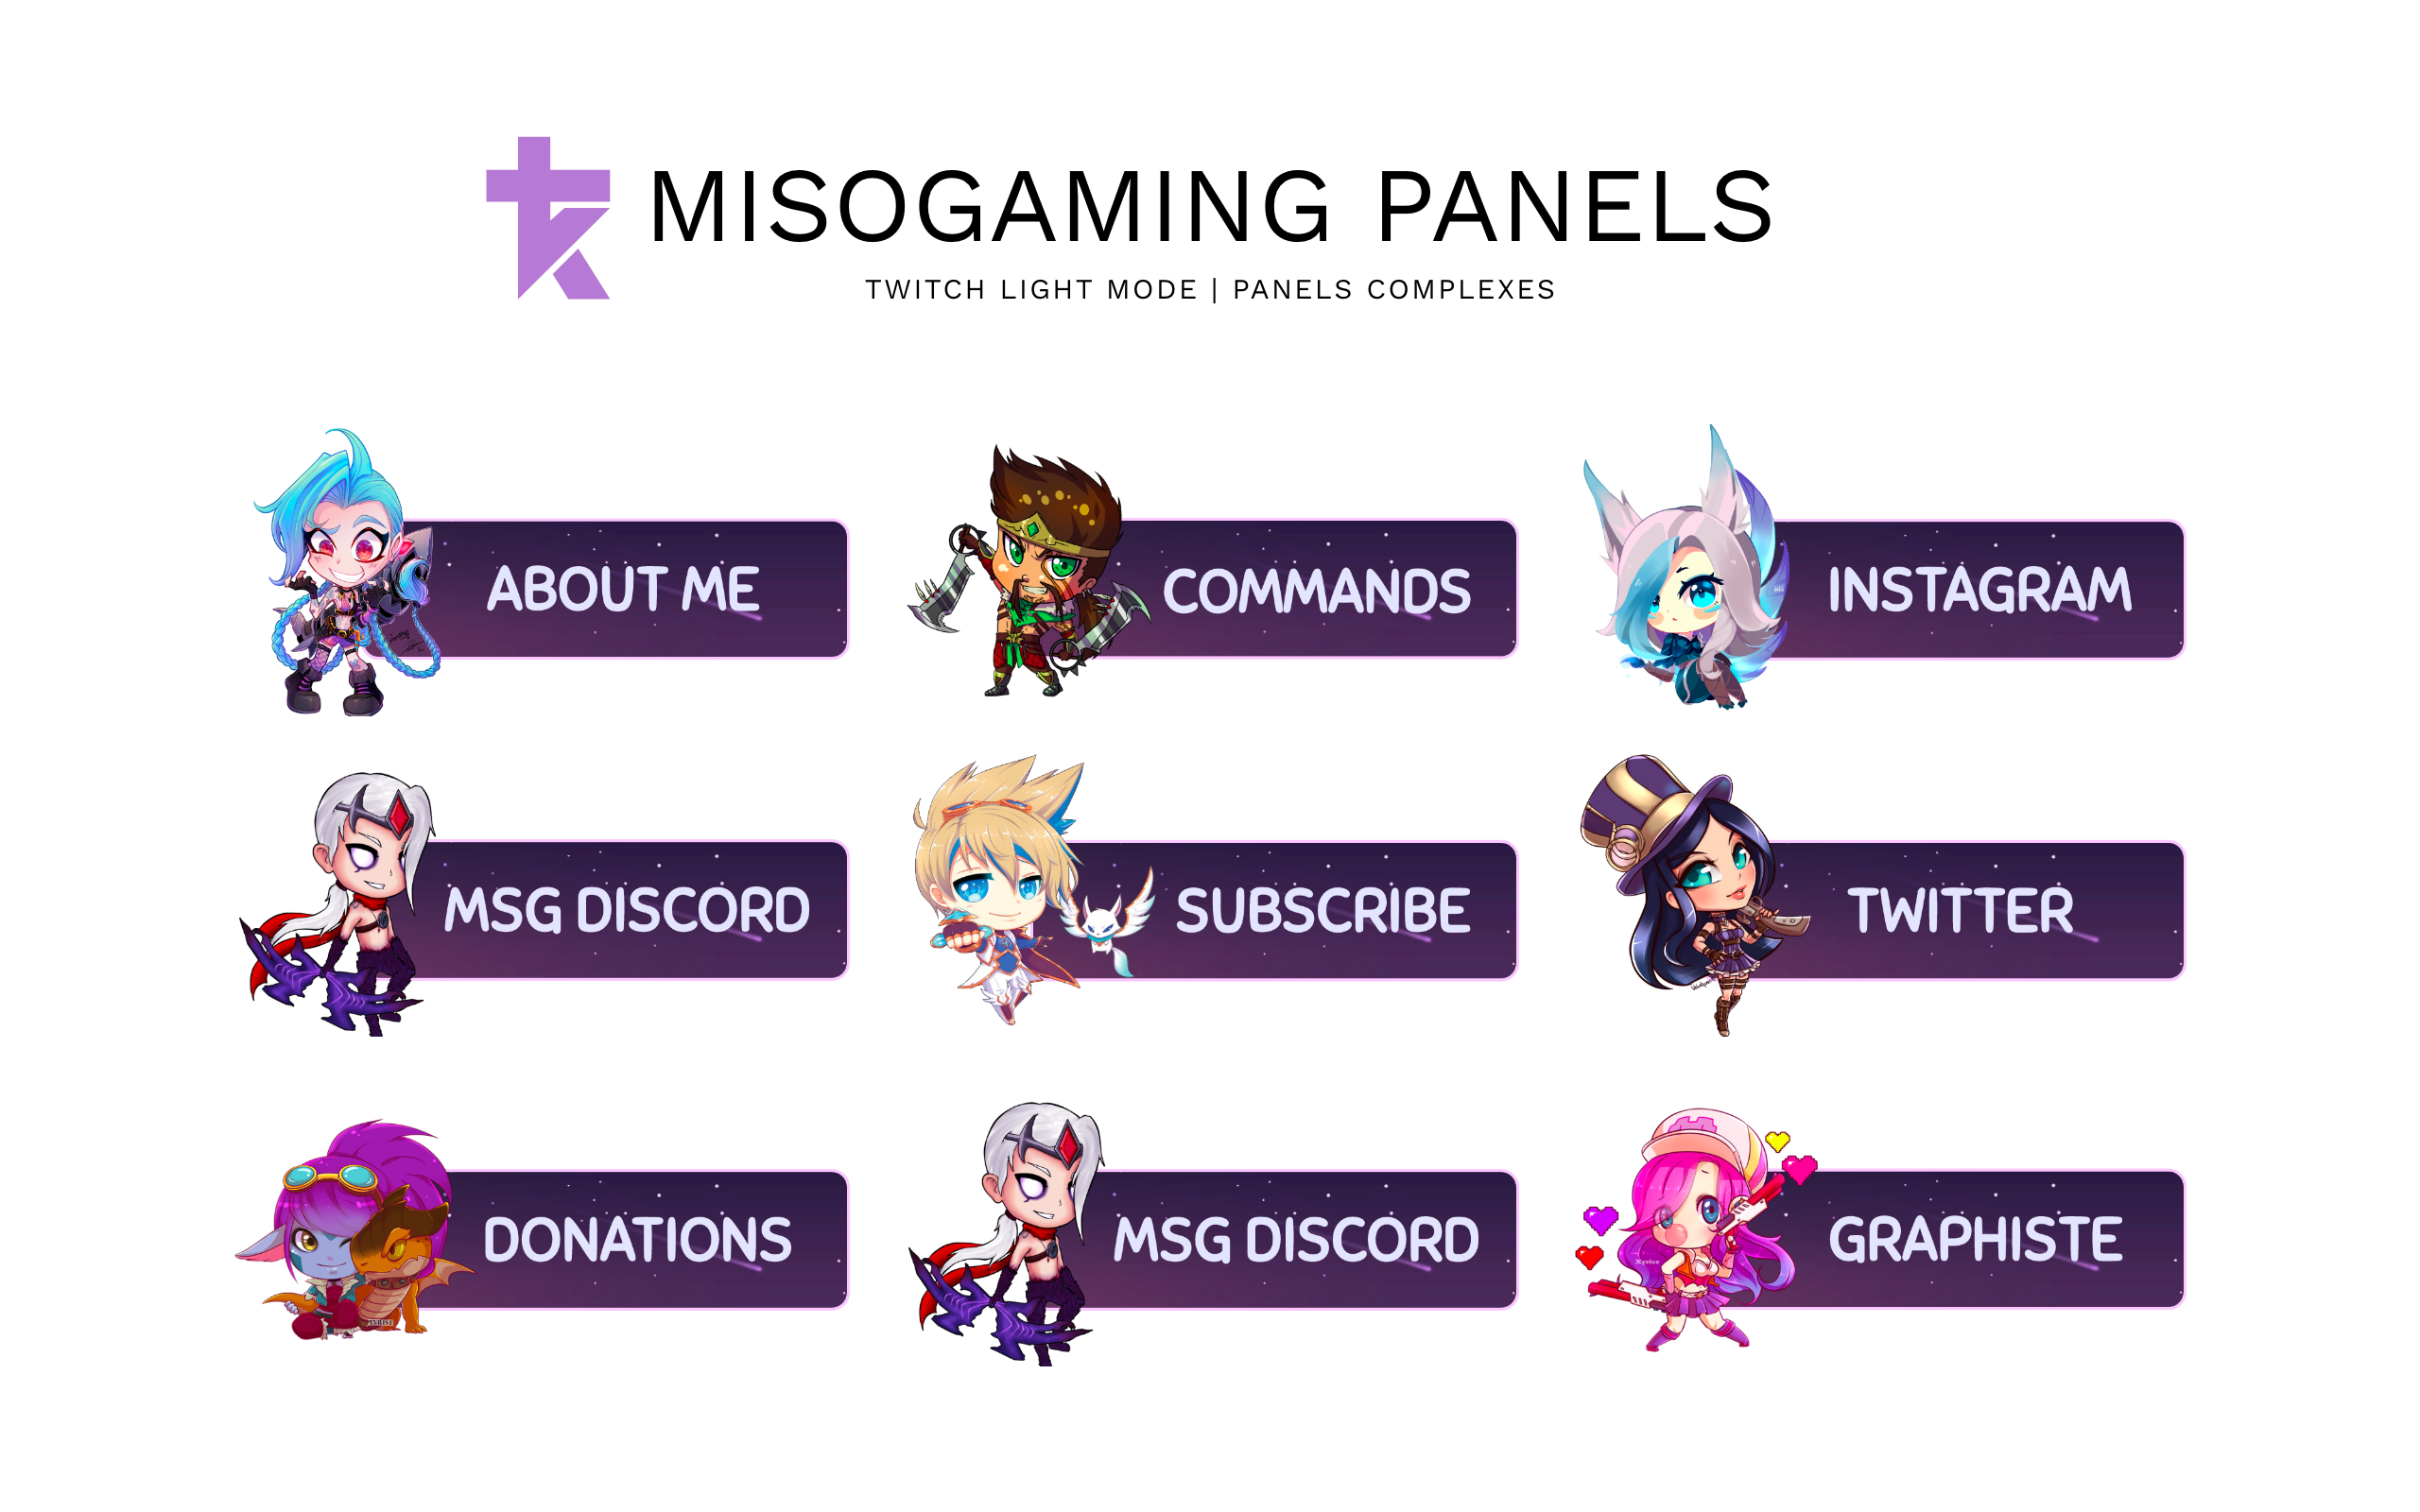 MISOGAMING PANELS
TWITCH LIGHT MODE | PANELS COMPLEXES
ABOUT ME
COMMANDS
INSTAGRAM
MSG DISCORD
SUBSCRIBE
TWITTER
DONATIONS
MSG DISCORD
GRAPHISTE